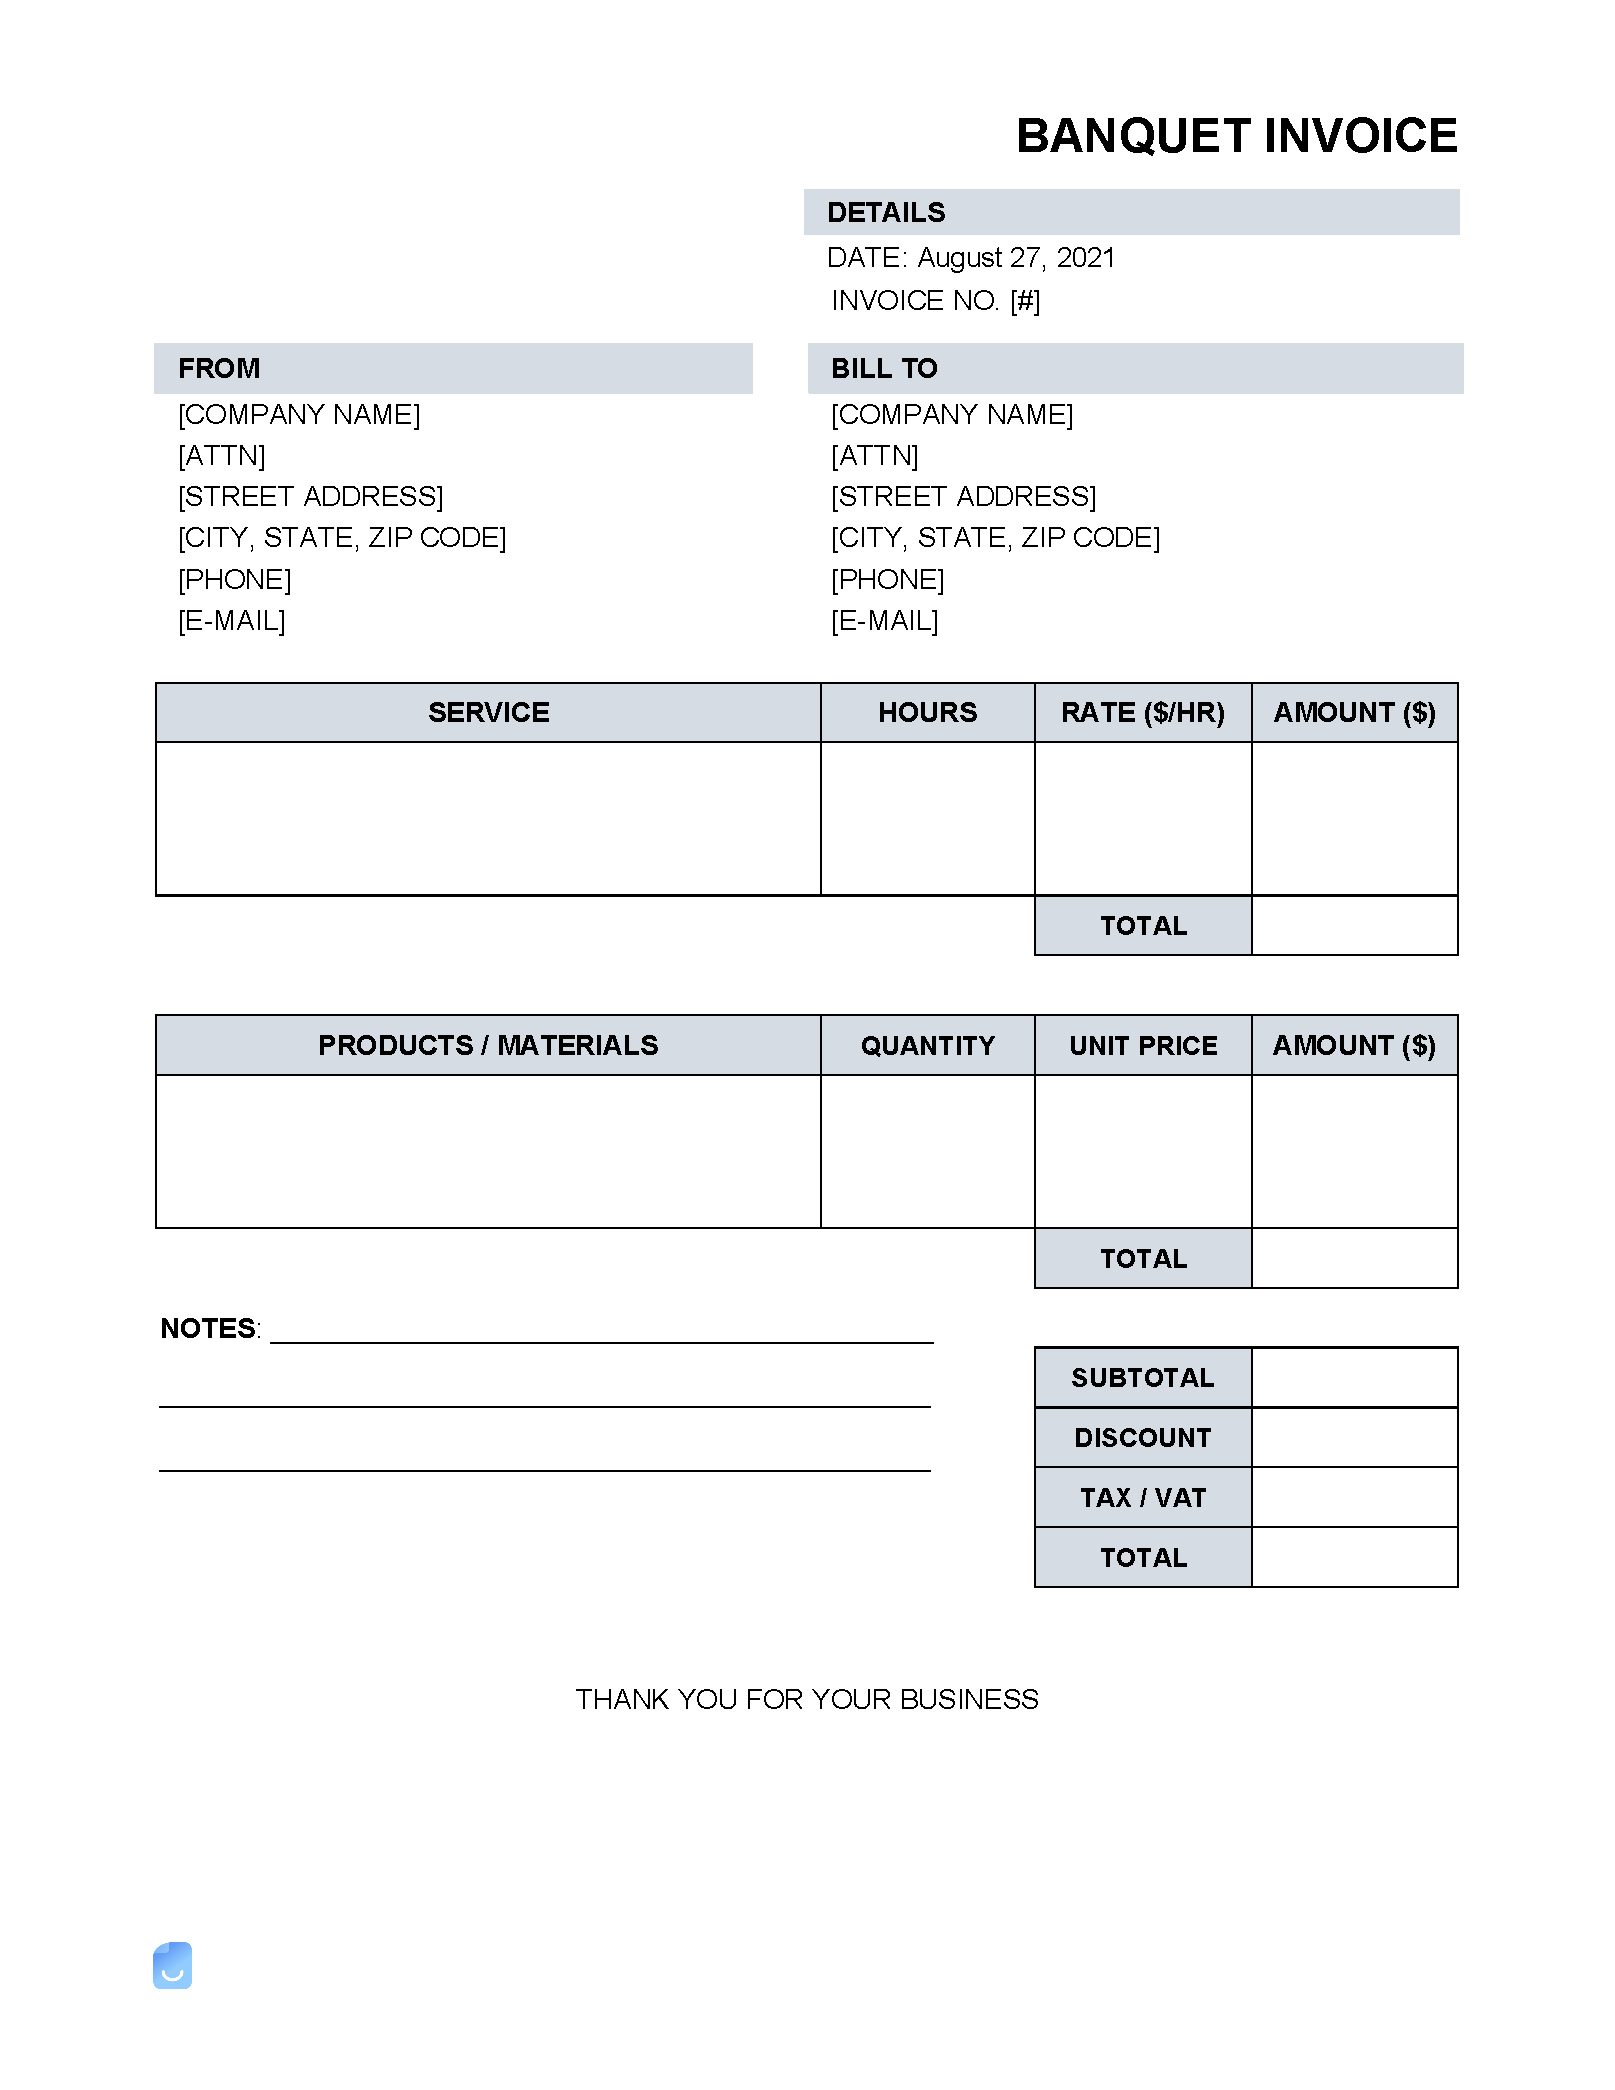 BANQUET INVOICE
DETAILS
DATE: August 27, 2021
INVOICE NO. [#]
FROM
[COMPANY NAME]
[ATTN]
[STREET ADDRESS]
[CITY, STATE, ZIP CODE]
[PHONE]
[E-MAIL]
BILL TO
[COMPANY NAME]
[ATTN]
[STREET ADDRESS]
[CITY, STATE, ZIP CODE]
[PHONE]
[E-MAIL]
SERVICE HOURS RATE ($/HR) AMOUNT ($)
TOTAL
PRODUCTS / MATERIALS QUANTITY UNIT PRICE AMOUNT ($)
TOTAL
NOTES:
SUBTOTAL
DISCOUNT
TAX / VAT
TOTAL
THANK YOU FOR YOUR BUSINESS